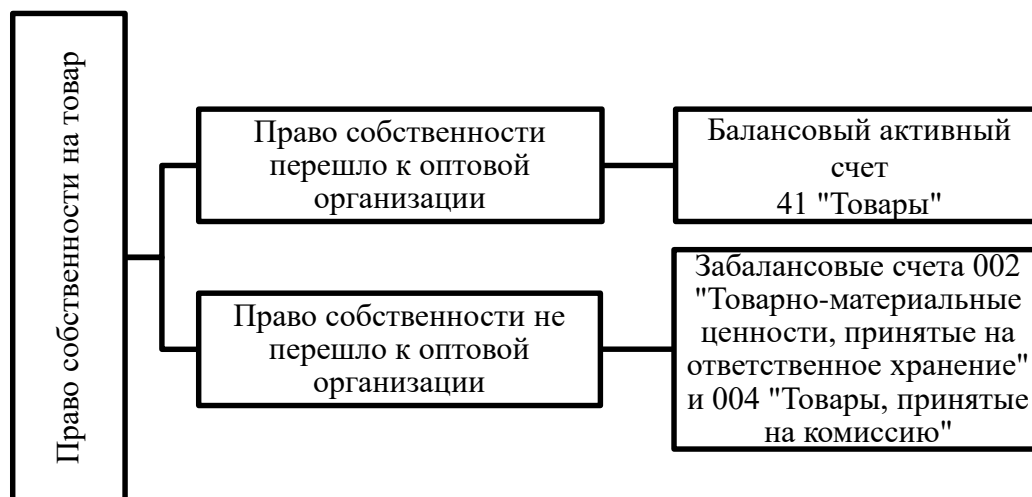 Право собственности на товар
Право собственности
перешло к оптовой
организации
Балансовый активный
счет
41 "Товары"
Право собственности не
перешло к оптовой
организации
Забалансовые счета 002
"Товарно-материальные
ценности, принятые на
ответственное хранение"
и 004 "Товары, принятые
на комиссию"